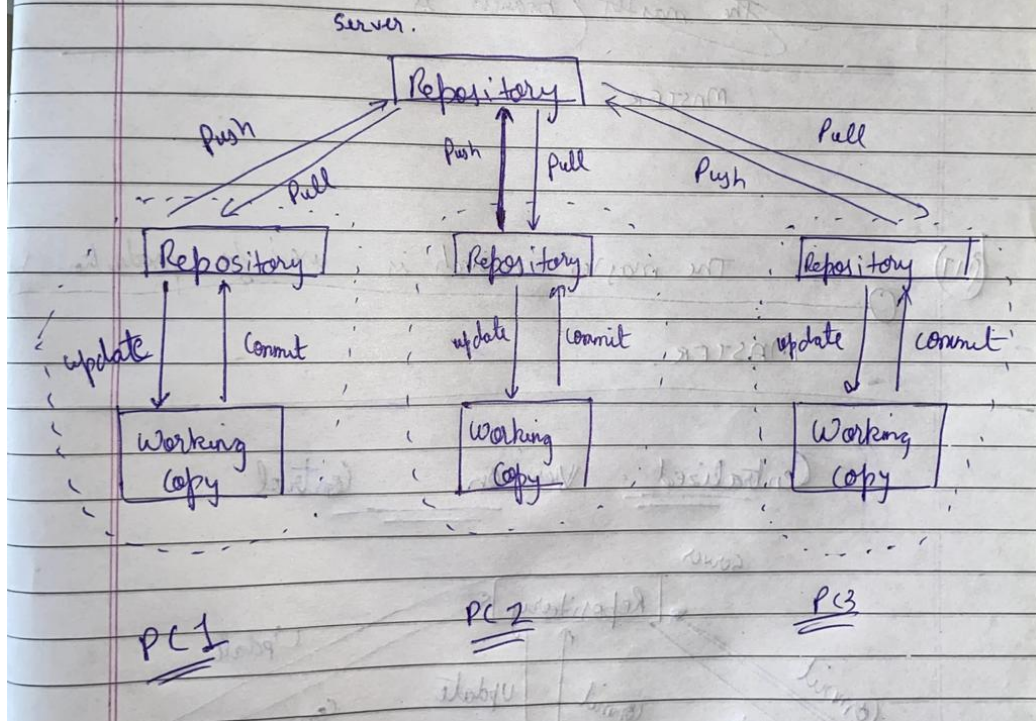 Server.
Repository
Push
Pull
Push
Pull
Push
Pull
Repository
Repository
Repository
update
Commit
update
Commit
update
Commit
Working
Copy
Working
Copy
Working
Copy
PC1
PC2
PC3